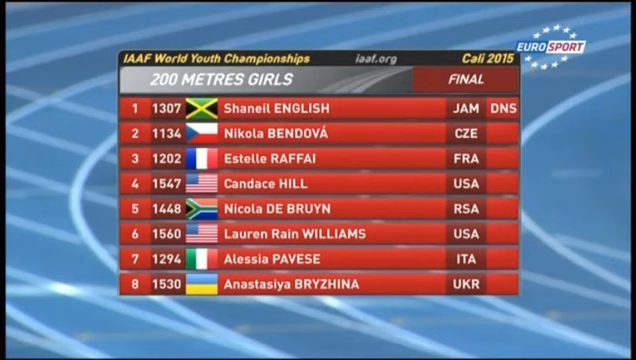 IAAF World Youth Championships iaaf.org Cali 2015
EUROSPORT
200 METRES GIRLS FINAL
1 1307 Shaneil ENGLISH JAM DNS
2 1134 Nikola BENDOVÁ CZE
3 1202 Estelle RAFFAI FRA
4 1547 Candace HILL USA
5 1448 Nicola DE BRUYN RSA
6 1560 Lauren Rain WILLIAMS USA
7 1294 Alessia PAVESE ITA
8 1530 Anastasiya BRYZHINA UKR